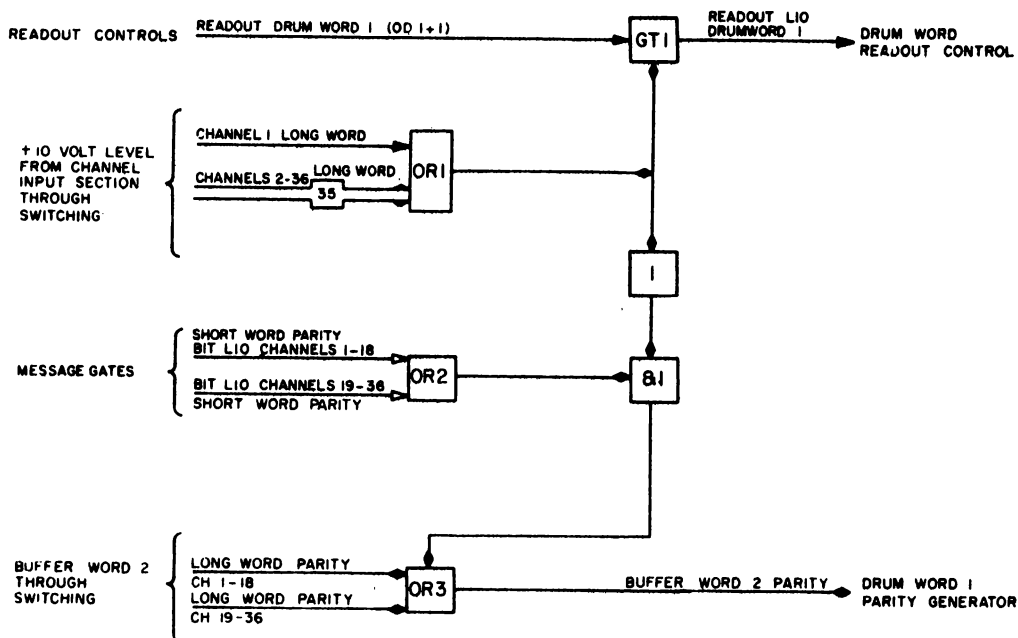 READOUT CONTROLS
READOUT DRUM WORD 1 (OD 1+1)
GT1
READOUT L10
DRUMWORD 1
DRUM WORD
READOUT CONTROL
+10 VOLT LEVEL
FROM CHANNEL
INPUT SECTION
THROUGH
SWITCHING
CHANNEL 1 LONG WORD
CHANNELS 2-36
LONG WORD
35
OR1
I
MESSAGE GATES
SHORT WORD PARITY
BIT L10 CHANNELS 1-18
BIT L10 CHANNELS 19-36
SHORT WORD PARITY
OR2
&1
BUFFER WORD 2
THROUGH
SWITCHING
LONG WORD PARITY
CH 1-18
LONG WORD PARITY
CH 19-36
OR3
BUFFER WORD 2 PARITY
DRUM WORD 1
PARITY GENERATOR